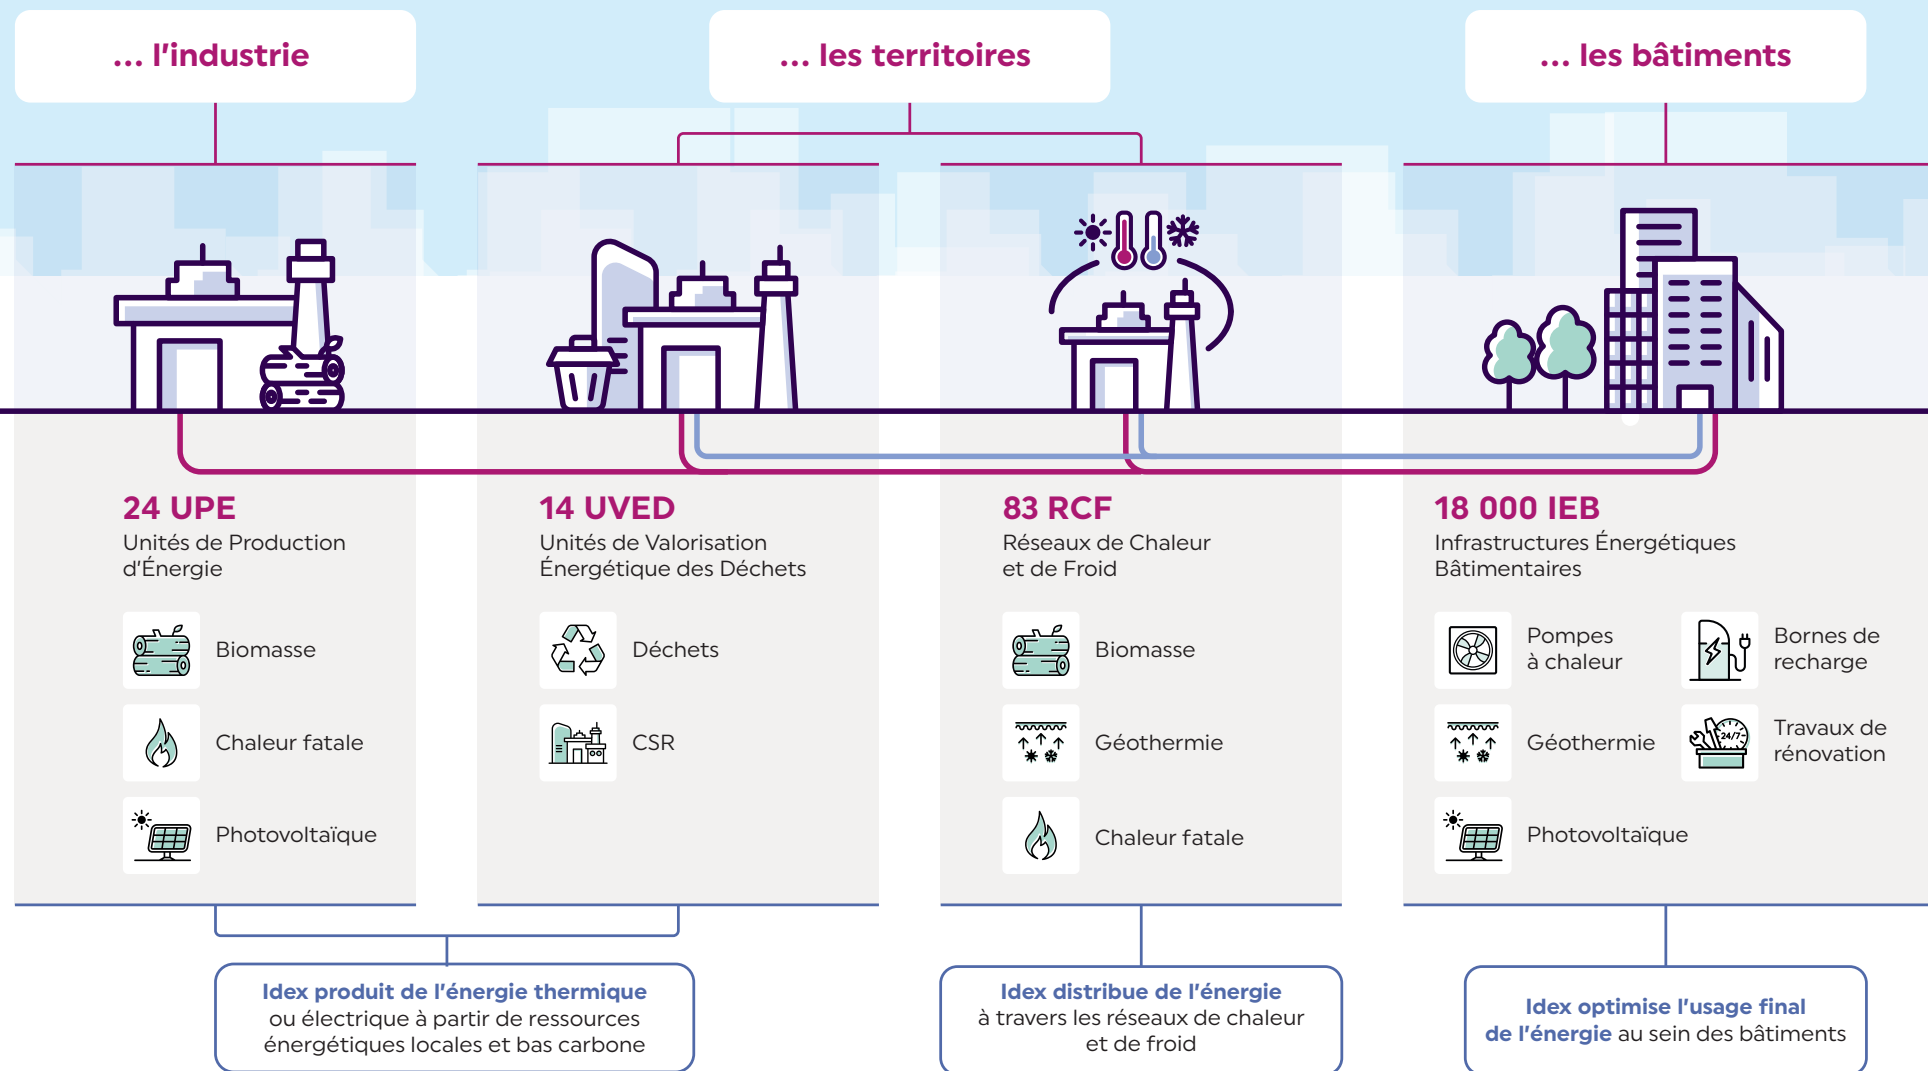 ... l'industrie
... les territoires
... les bâtiments
24 UPE
Unités de Production
d'Énergie
Biomasse
Chaleur fatale
Photovoltaïque
14 UVED
Unités de Valorisation
Énergétique des Déchets
Déchets
CSR
83 RCF
Réseaux de Chaleur
et de Froid
Biomasse
Géothermie
Chaleur fatale
18 000 IEB
Infrastructures Énergétiques
Bâtimentaires
Pompes
à chaleur
Géothermie
Photovoltaïque
Bornes de
recharge
24/7
Travaux de
rénovation
Idex produit de l'énergie thermique
ou électrique à partir de ressources
énergétiques locales et bas carbone
Idex distribue de l'énergie
à travers les réseaux de chaleur
et de froid
Idex optimise l'usage final
de l'énergie au sein des bâtiments